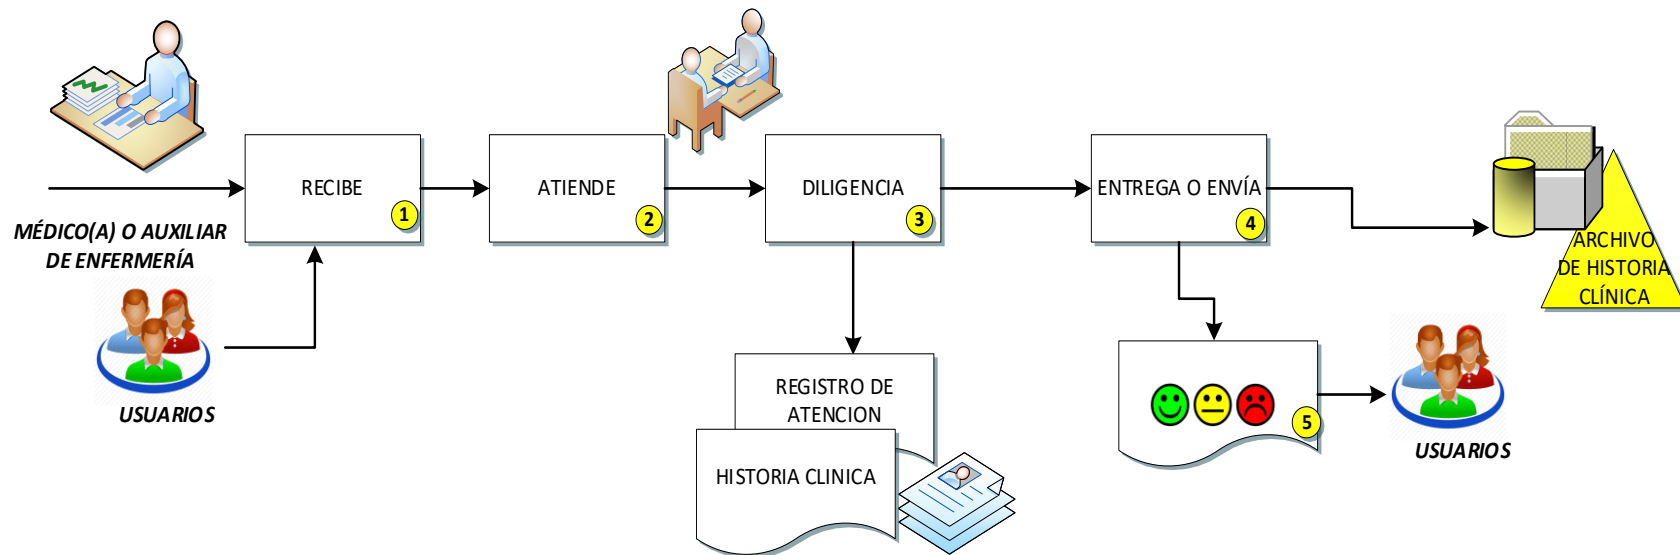 MÉDICO(A) O AUXILIAR
DE ENFERMERÍA
USUARIOS
RECIBE
1
ATIENDE
2
DILIGENCIA
3
REGISTRO DE
ATENCION
HISTORIA CLINICA
ENTREGA O ENVÍA
4
5
USUARIOS
ARCHIVO
DE HISTORIA
CLÍNICA